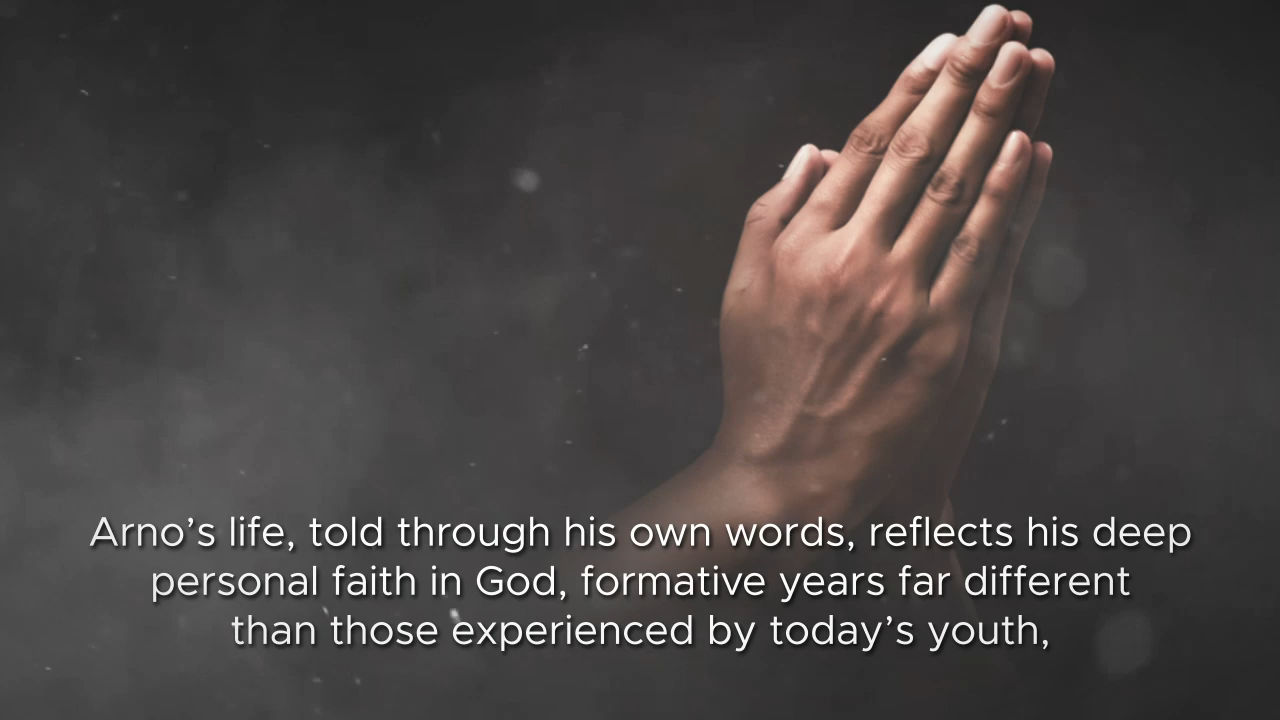 Arno’s life, told through his own words, reflects his deep
personal faith in God, formative years far different
than those experienced by today’s youth,